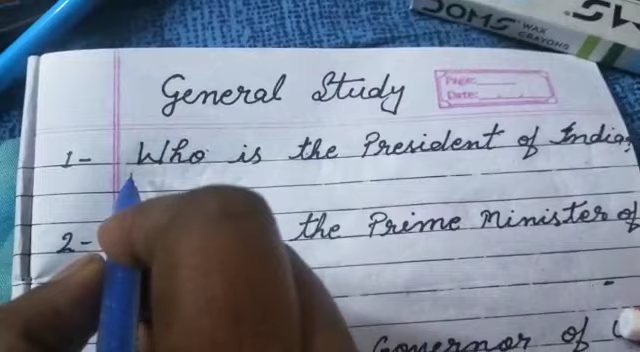 DOMS WAX CRAYONS
General Study
Page:
Date:
1- Who is the President of India,
2- the Prime Minister of
Governor of